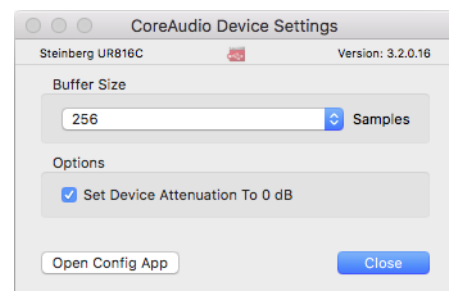 CoreAudio Device Settings
Steinberg UR816C Version: 3.2.0.16
Buffer Size
256 Samples
Options
Set Device Attenuation To 0 dB
Open Config App Close